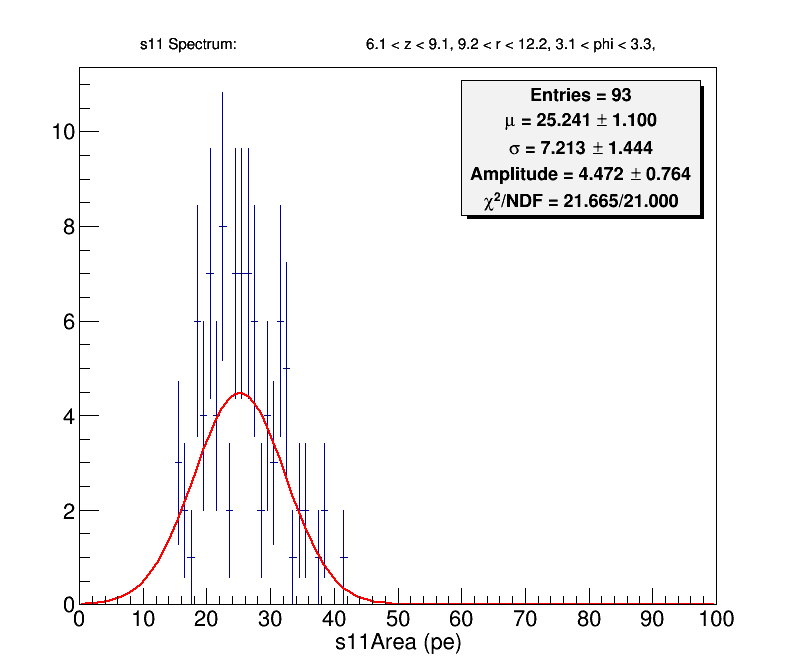 s11 Spectrum: 6.1 < z < 9.1, 9.2 < r < 12.2, 3.1 < phi < 3.3,
Entries = 93
μ = 25.241 ± 1.100
σ = 7.213 ± 1.444
Amplitude = 4.472 ± 0.764
χ²/NDF = 21.665/21.000
10
8
6
4
2
0
0 10 20 30 40 50 60 70 80 90 100
s11Area (pe)